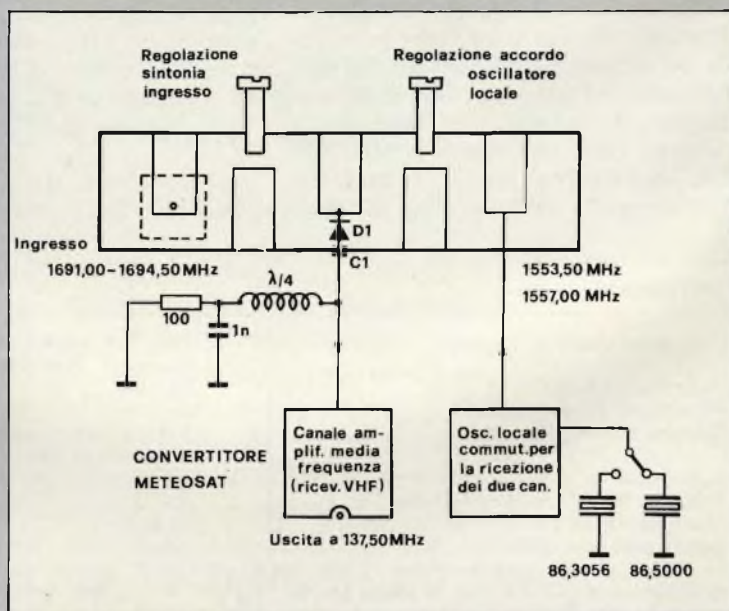 Regolazione
sintonia
ingresso
Regolazione accordo
oscillatore
locale
D1
C1
Ingresso
1691,00-1694,50 MHz
1553,50 MHz
1557,00 MHz
λ/4
100
1n
CONVERTITORE
METEOSAT
Canale am-
plif. media
frequenza
(ricev. VHF)
Uscita a 137,50MHz
Osc. locale
commut. per
la ricezione
dei due can.
86,3056
86,5000